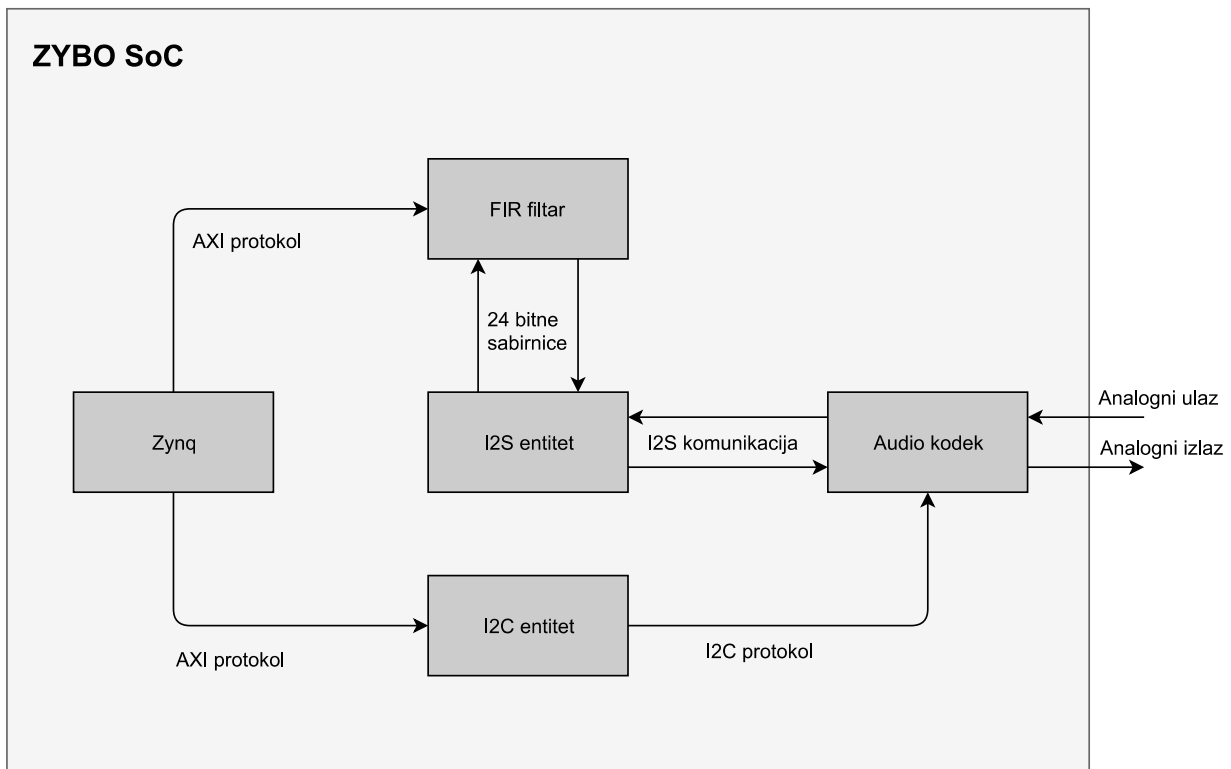 ZYBO SoC
FIR filtar
AXI protokol
24 bitne
sabirnice
Analogni ulaz
Zynq
I2S entitet
I2S komunikacija
Audio kodek
Analogni izlaz
I2C entitet
AXI protokol
I2C protokol